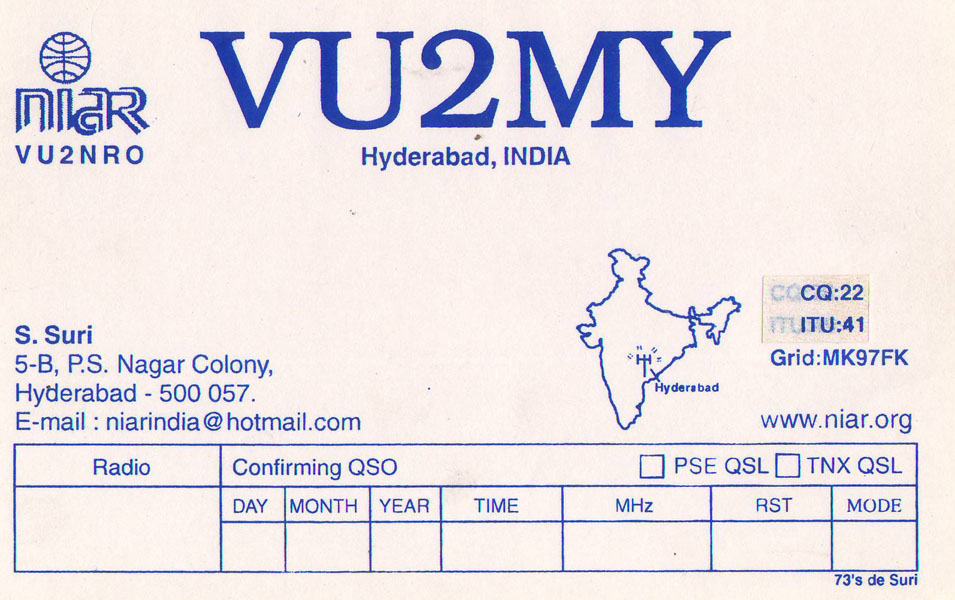 niar
VU2NRO
VU2MY
Hyderabad, INDIA
S. Suri
5-B, P.S. Nagar Colony,
Hyderabad - 500 057.
E-mail : niarindia@hotmail.com
Hyderabad
CQ:22
ITU:41
Grid:MK97FK
www.niar.org
Radio
Confirming QSO
PSE QSL
TNX QSL
DAY MONTH YEAR TIME MHz RST MODE
73's de Suri